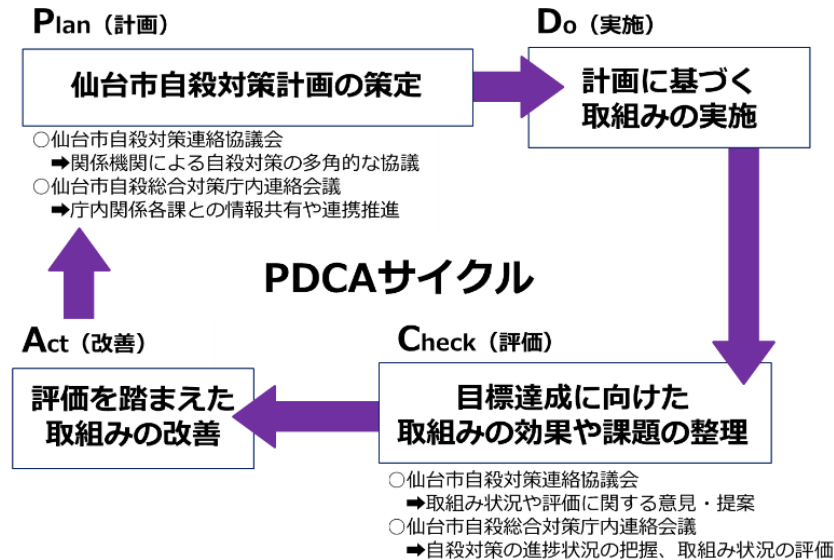 Plan（計画）
仙台市自殺対策計画の策定
○仙台市自殺対策連絡協議会
➡関係機関による自殺対策の多角的な協議
○仙台市自殺総合対策庁内連絡会議
➡庁内関係各課との情報共有や連携推進
Do（実施）
計画に基づく
取組みの実施
PDCAサイクル
Check（評価）
目標達成に向けた
取組みの効果や課題の整理
○仙台市自殺対策連絡協議会
➡取組み状況や評価に関する意見・提案
○仙台市自殺総合対策庁内連絡会議
➡自殺対策の進捗状況の把握、取組み状況の評価
Act（改善）
評価を踏まえた
取組みの改善